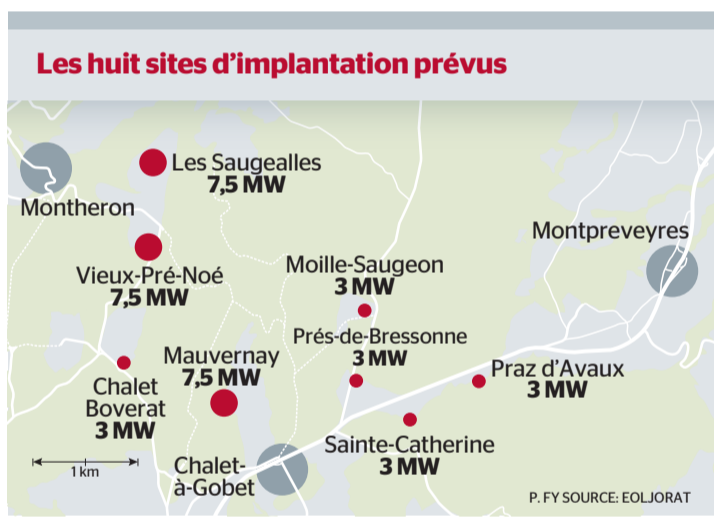 Les huit sites d'implantation prévus
Les Saugealles
7,5 MW
Montheron
Montpreveyres
Vieux-Pré-Noé
7,5 MW
Moille-Saugeon
3 MW
Prés-de-Bressonne
3 MW
Mauvernay
7,5 MW
Praz d'Avaux
3 MW
Chalet
Boverat
3 MW
Sainte-Catherine
3 MW
Chalet-
à-Gobet
1 km
P. FY SOURCE: EOLJORAT